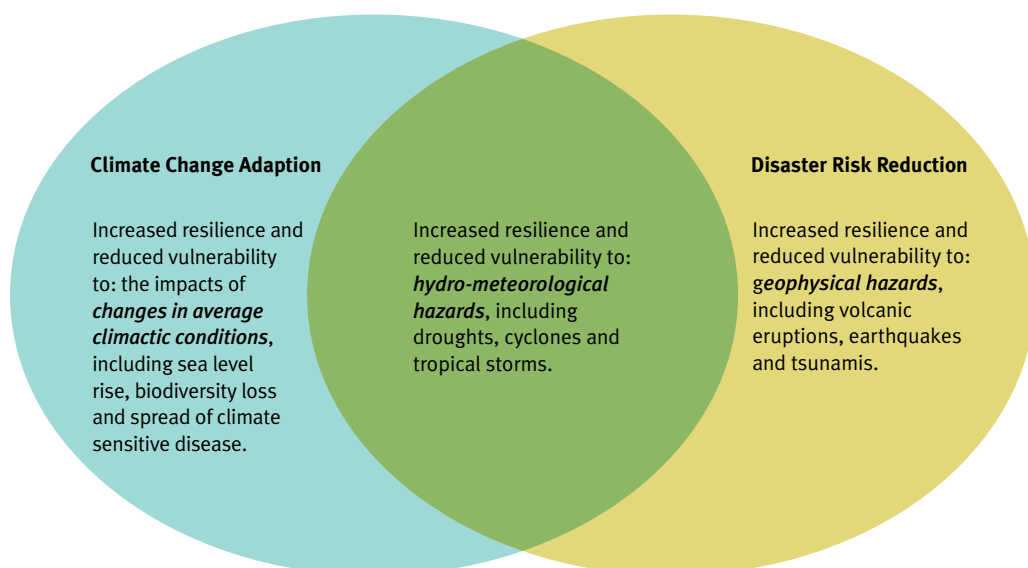 Climate Change Adaption
Increased resilience and
reduced vulnerability
to: the impacts of
changes in average
climactic conditions,
including sea level
rise, biodiversity loss
and spread of climate
sensitive disease.
Increased resilience and
reduced vulnerability to:
hydro-meteorological
hazards, including
droughts, cyclones and
tropical storms.
Disaster Risk Reduction
Increased resilience and
reduced vulnerability to:
geophysical hazards,
including volcanic
eruptions, earthquakes
and tsunamis.